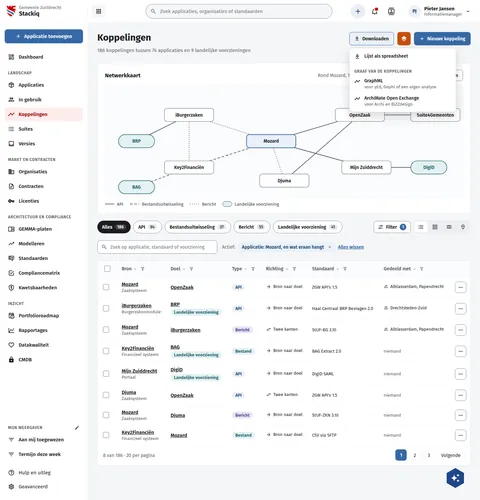 Gemeente Zuiddrecht
Stackiq
Zoek applicaties, organisaties of standaarden
Pieter Jansen
Informatiemanager
+ Applicatie toevoegen
Dashboard
LANDSCHAP
Applicaties
In gebruik
Koppelingen
Suites
Versies
MARKT EN CONTRACTEN
Organisaties
Contracten
Licenties
ARCHITECTUUR EN COMPLIANCE
GEMMA-platen
Modelleren
Standaarden
Compliancematrix
Kwetsbaarheden
INZICHT
Portfolioroadmap
Rapportages
Datakwaliteit
CMDB
MIJN WEERGAVEN
Aan mij toegewezen
Termijn deze week
Hulp en uitleg
Geavanceerd
Koppelingen
186 koppelingen tussen 74 applicaties en 9 landelijke voorzieningen
Downloaden
+ Nieuwe koppeling
Lijst als spreadsheet
GRAAF VAN DE KOPPELINGEN
GraphML
voor yEd, Gephi of een eigen analyse
ArchiMate Open Exchange
voor Archi en BiZZdesign
Netwerkkaart
Rond Mozard,
iBurgerzaken
OpenZaak
Suite4Gemeenten
BRP
Mozard
Key2Financiën
Mijn Zuiddrecht
DigiD
BAG
Djuma
API
Bestandsuitwisseling
Bericht
Landelijke voorziening
Alles 186
API 94
Bestandsuitwisseling 37
Bericht 55
Landelijke voorziening 41
Filter 1
Zoek op applicatie, standaard of voorziening
Actief:
Applicatie: Mozard, en wat eraan hangt
Alles wissen
Bron
Doel
Type
Richting
Standaard
Gedeeld met
Mozard
Zaaksysteem
OpenZaak
API
Bron naar doel
ZGW API's 1.5
Alblasserdam, Papendrecht
iBurgerzaken
Burgerzakenmodule
BRP
Landelijke voorziening
API
Bron naar doel
Haal Centraal BRP Bevragen 2.0
Drechtsteden-Zuid
Mozard
Zaaksysteem
iBurgerzaken
Bericht
Twee kanten
StUF-BG 3.10
Alblasserdam, Papendrecht
Key2Financiën
Financieel systeem
BAG
Landelijke voorziening
Bestand
Bron naar doel
BAG Extract 2.0
niemand
Mijn Zuiddrecht
Portaal
DigiD
Landelijke voorziening
API
Bron naar doel
DigiD SAML
niemand
Djuma
Zaaksysteem
OpenZaak
API
Twee kanten
ZGW API's 1.5
niemand
Mozard
Zaaksysteem
Djuma
Bericht
Bron naar doel
StUF-ZKN 3.10
niemand
Key2Financiën
Financieel systeem
Mozard
Bestand
Bron naar doel
CSV via SFTP
niemand
8 van 186 · 20 per pagina
1
2
3
Volgende